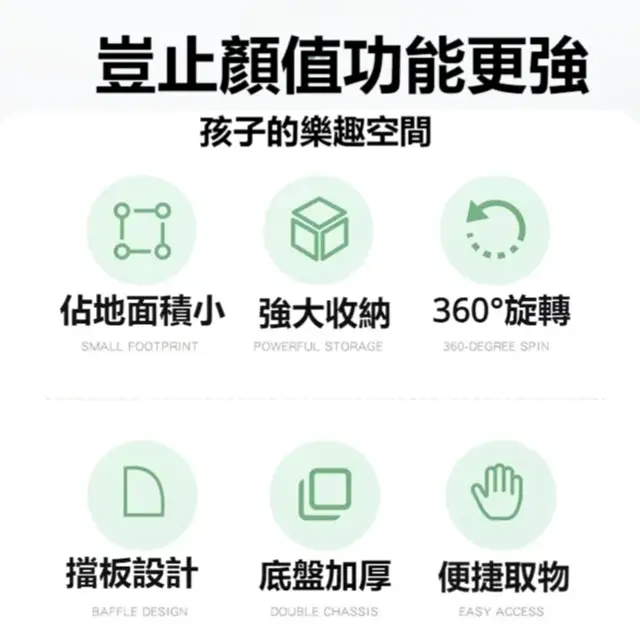 豈止顏值功能更強
孩子的樂趣空間
佔地面積小
SMALL FOOTPRINT
強大收納
POWERFUL STORAGE
360°旋轉
360-DEGREE SPIN
擋板設計
BAFFLE DESIGN
底盤加厚
DOUBLE CHASSIS
便捷取物
EASY ACCESS